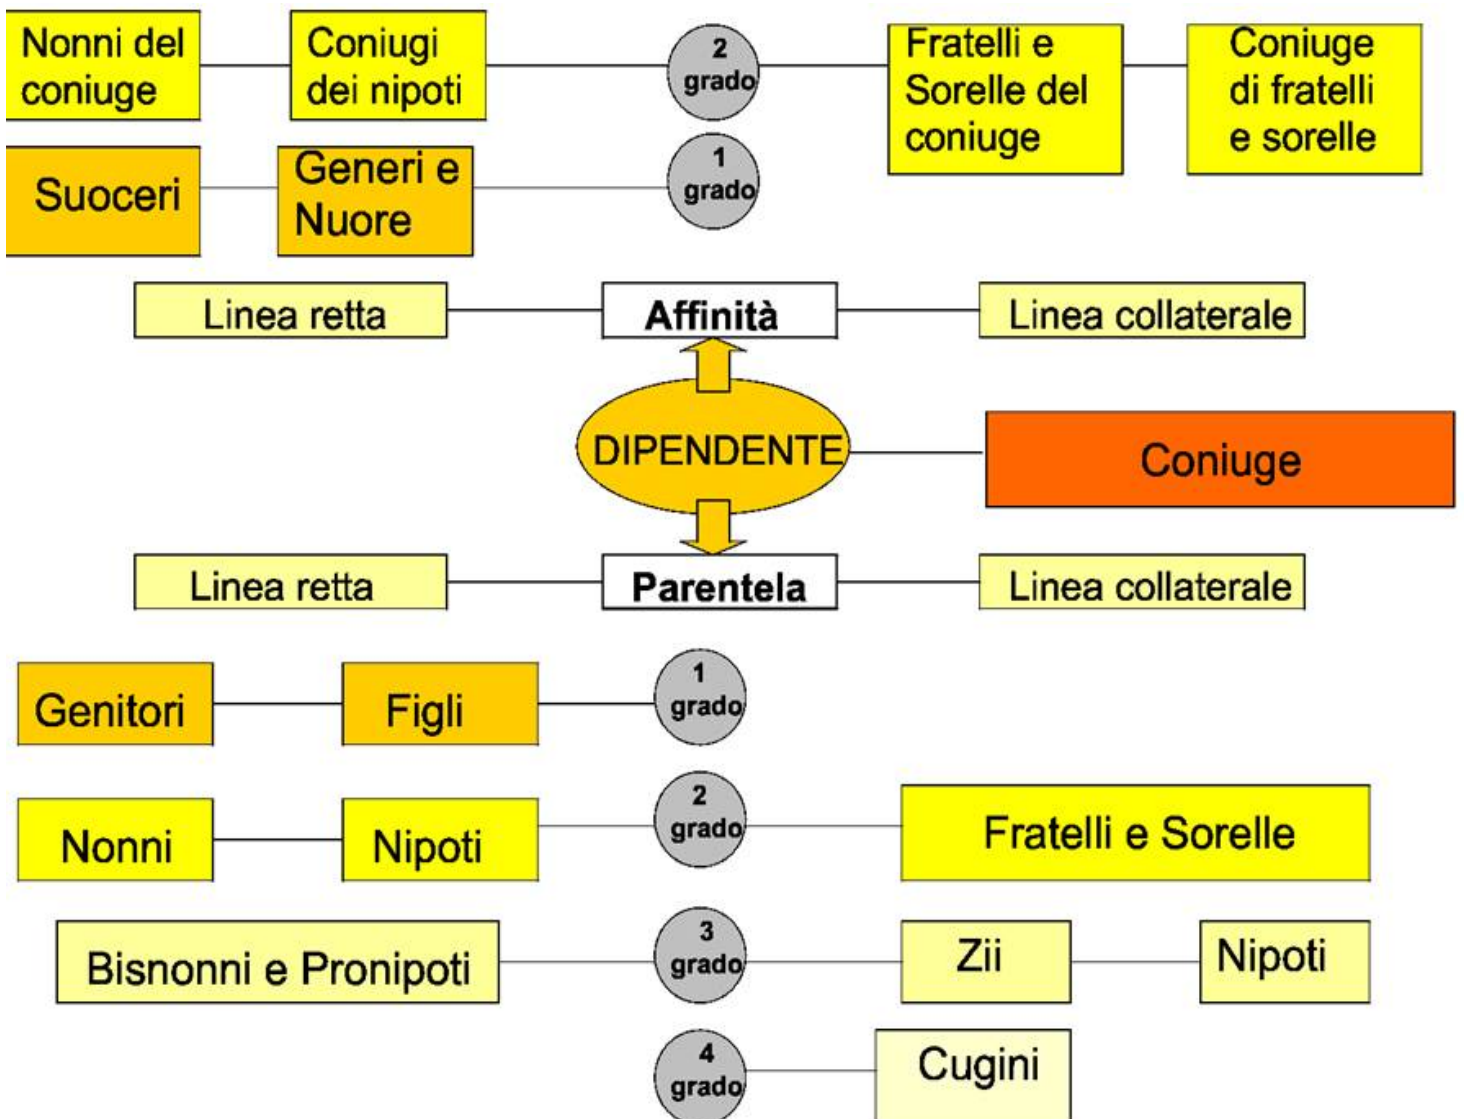 Nonni del
coniuge
Coniugi
dei nipoti
2
grado
Fratelli e
Sorelle del
coniuge
Coniuge
di fratelli
e sorelle
Suoceri
Generi e
Nuore
1
grado
Linea retta
Affinità
Linea collaterale
DIPENDENTE
Coniuge
Linea retta
Parentela
Linea collaterale
Genitori
Figli
1
grado
Nonni
Nipoti
2
grado
Fratelli e Sorelle
Bisnonni e Pronipoti
3
grado
Zii
Nipoti
4
grado
Cugini